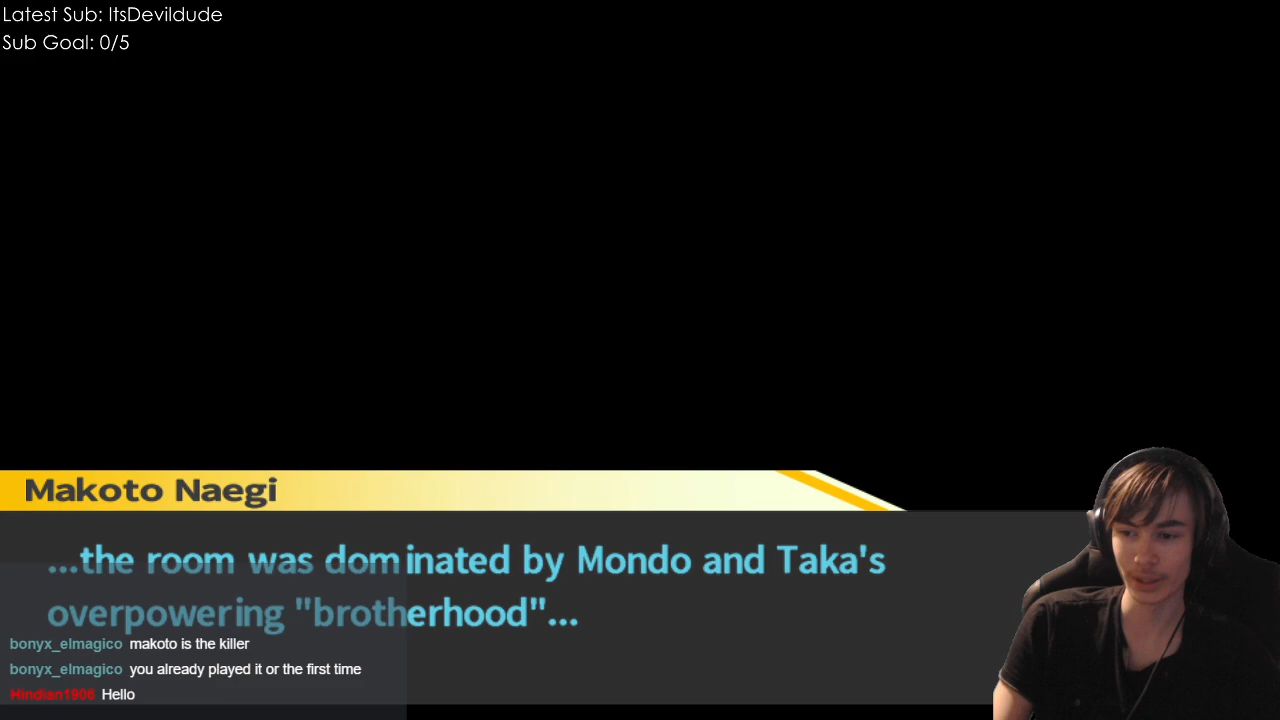 Latest Sub: ItsDevildude
Sub Goal: 0/5
Makoto Naegi
...the room was dominated by Mondo and Taka's
overpowering "brotherhood"...
bonyx_elmagico makoto is the killer
bonyx_elmagico you already played it or the first time
Hindian1906 Hello